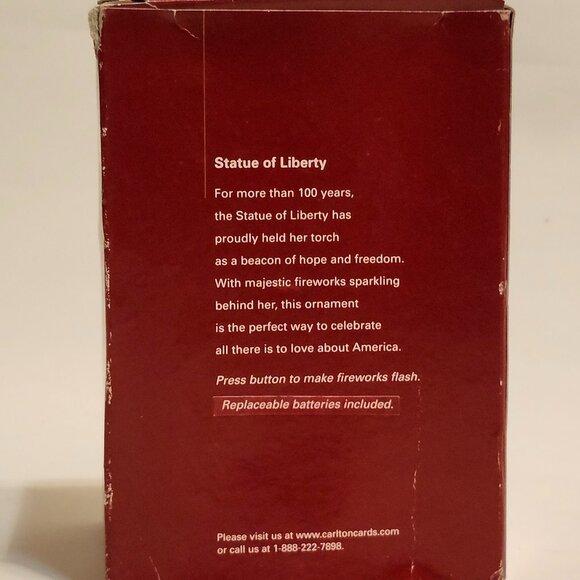 Statue of Liberty
For more than 100 years,
the Statue of Liberty has
proudly held her torch
as a beacon of hope and freedom.
With majestic fireworks sparkling
behind her, this ornament
is the perfect way to celebrate
all there is to love about America.
Press button to make fireworks flash.
Replaceable batteries included.
Please visit us at www.carltoncards.com
or call us at 1-888-222-7898.